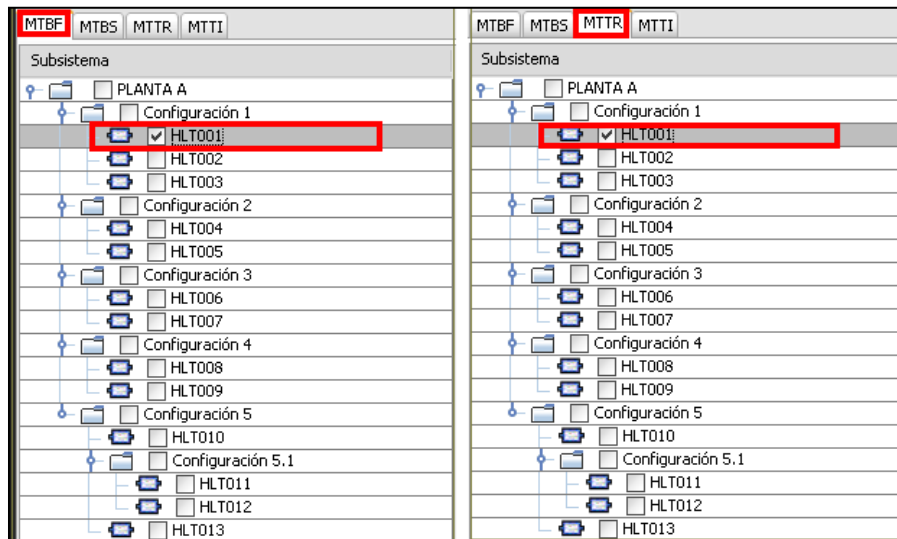 MTBF MTBS MTTR MTTI
Subsistema
PLANTA A
Configuración 1
HLT001
HLT002
HLT003
Configuración 2
HLT004
HLT005
Configuración 3
HLT006
HLT007
Configuración 4
HLT008
HLT009
Configuración 5
HLT010
Configuración 5.1
HLT011
HLT012
HLT013
MTBF MTBS MTTR MTTI
Subsistema
PLANTA A
Configuración 1
HLT001
HLT002
HLT003
Configuración 2
HLT004
HLT005
Configuración 3
HLT006
HLT007
Configuración 4
HLT008
HLT009
Configuración 5
HLT010
Configuración 5.1
HLT011
HLT012
HLT013